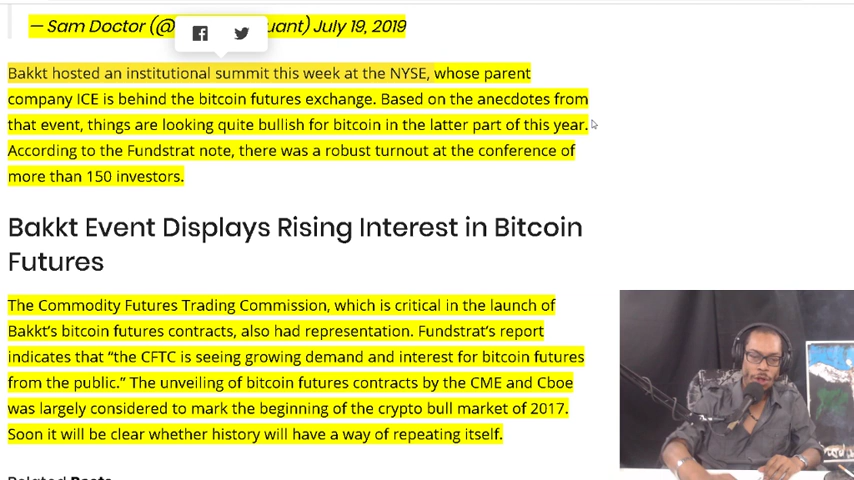 — Sam Doctor (@ uant) July 19, 2019
Bakkt hosted an institutional summit this week at the NYSE, whose parent
company ICE is behind the bitcoin futures exchange. Based on the anecdotes from
that event, things are looking quite bullish for bitcoin in the latter part of this year.
According to the Fundstrat note, there was a robust turnout at the conference of
more than 150 investors.
Bakkt Event Displays Rising Interest in Bitcoin
Futures
The Commodity Futures Trading Commission, which is critical in the launch of
Bakkt’s bitcoin futures contracts, also had representation. Fundstrat’s report
indicates that “the CFTC is seeing growing demand and interest for bitcoin futures
from the public.” The unveiling of bitcoin futures contracts by the CME and Cboe
was largely considered to mark the beginning of the crypto bull market of 2017.
Soon it will be clear whether history will have a way of repeating itself.
Related Posts